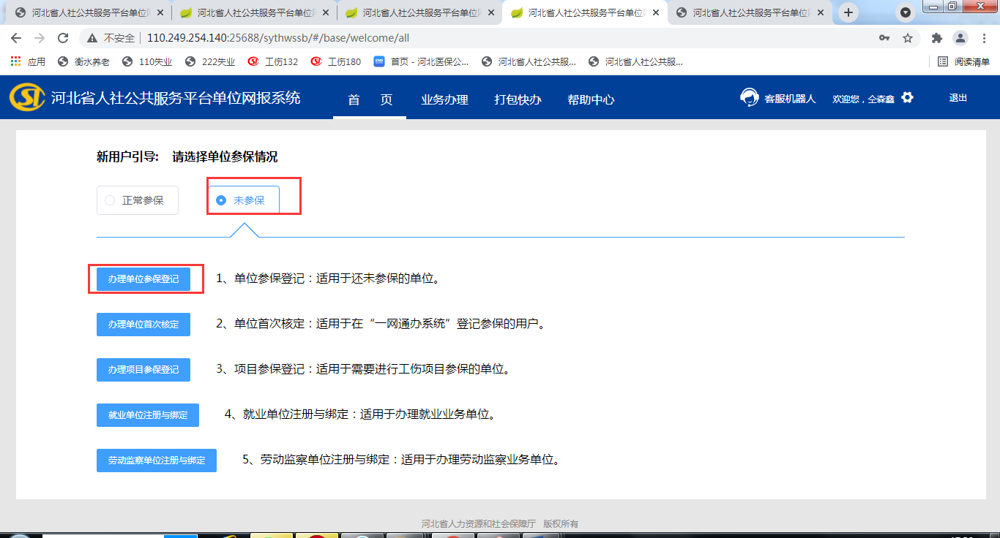 河北省人社公共服务平台单位网 河北省人社公共服务平台单位网 河北省人社公共服务平台单位网 河北省人社公共服务平台单位网 河北省人社公共服务平台单位网
不安全 110.249.254.140:25688/sythwssb/#/base/welcome/all
应用 衡水养老 110失业 222失业 工伤132 工伤180 首页 - 河北医保公... 河北省人社公共服... 河北省人社公共服... 阅读清单
河北省人社公共服务平台单位网报系统 首 页 业务办理 打包快办 帮助中心 客服机器人 欢迎您，仝森鑫 退出
新用户引导: 请选择单位参保情况
正常参保 未参保
办理单位参保登记 1、单位参保登记：适用于还未参保的单位。
办理单位首次核定 2、单位首次核定：适用于在“一网通办系统”登记参保的用户。
办理项目参保登记 3、项目参保登记：适用于需要进行工伤项目参保的单位。
就业单位注册与绑定 4、就业单位注册与绑定：适用于办理就业业务单位。
劳动监察单位注册与绑定 5、劳动监察单位注册与绑定：适用于办理劳动监察业务单位。
河北省人力资源和社会保障厅 版权所有